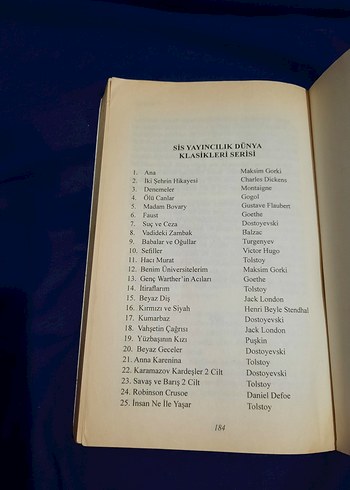 SİS YAYINCILIK DÜNYA
KLASİKLERİ SERİSİ
1. Ana Maksim Gorki
2. İki Şehrin Hikayesi Charles Dickens
3. Denemeler Montaigne
4. Ölü Canlar Gogol
5. Madam Bovary Gustave Flaubert
6. Faust Goethe
7. Suç ve Ceza Dostoyevski
8. Vadideki Zambak Balzac
9. Babalar ve Oğullar Turgenyev
10. Sefiller Victor Hugo
11. Hacı Murat Tolstoy
12. Benim Üniversitelerim Maksim Gorki
13. Genç Warther'in Acıları Goethe
14. İtiraflarım Tolstoy
15. Beyaz Diş Jack London
16. Kırmızı ve Siyah Henri Beyle Stendhal
17. Kumarbaz Dostoyevski
18. Vahşetin Çağrısı Jack London
19. Yüzbaşının Kızı Puşkin
20. Beyaz Geceler Dostoyevski
21. Anna Karenina Tolstoy
22. Karamazov Kardeşler 2 Cilt Dostoyevski
23. Savaş ve Barış 2 Cilt Tolstoy
24. Robinson Crusoe Daniel Defoe
25. İnsan Ne İle Yaşar Tolstoy
184